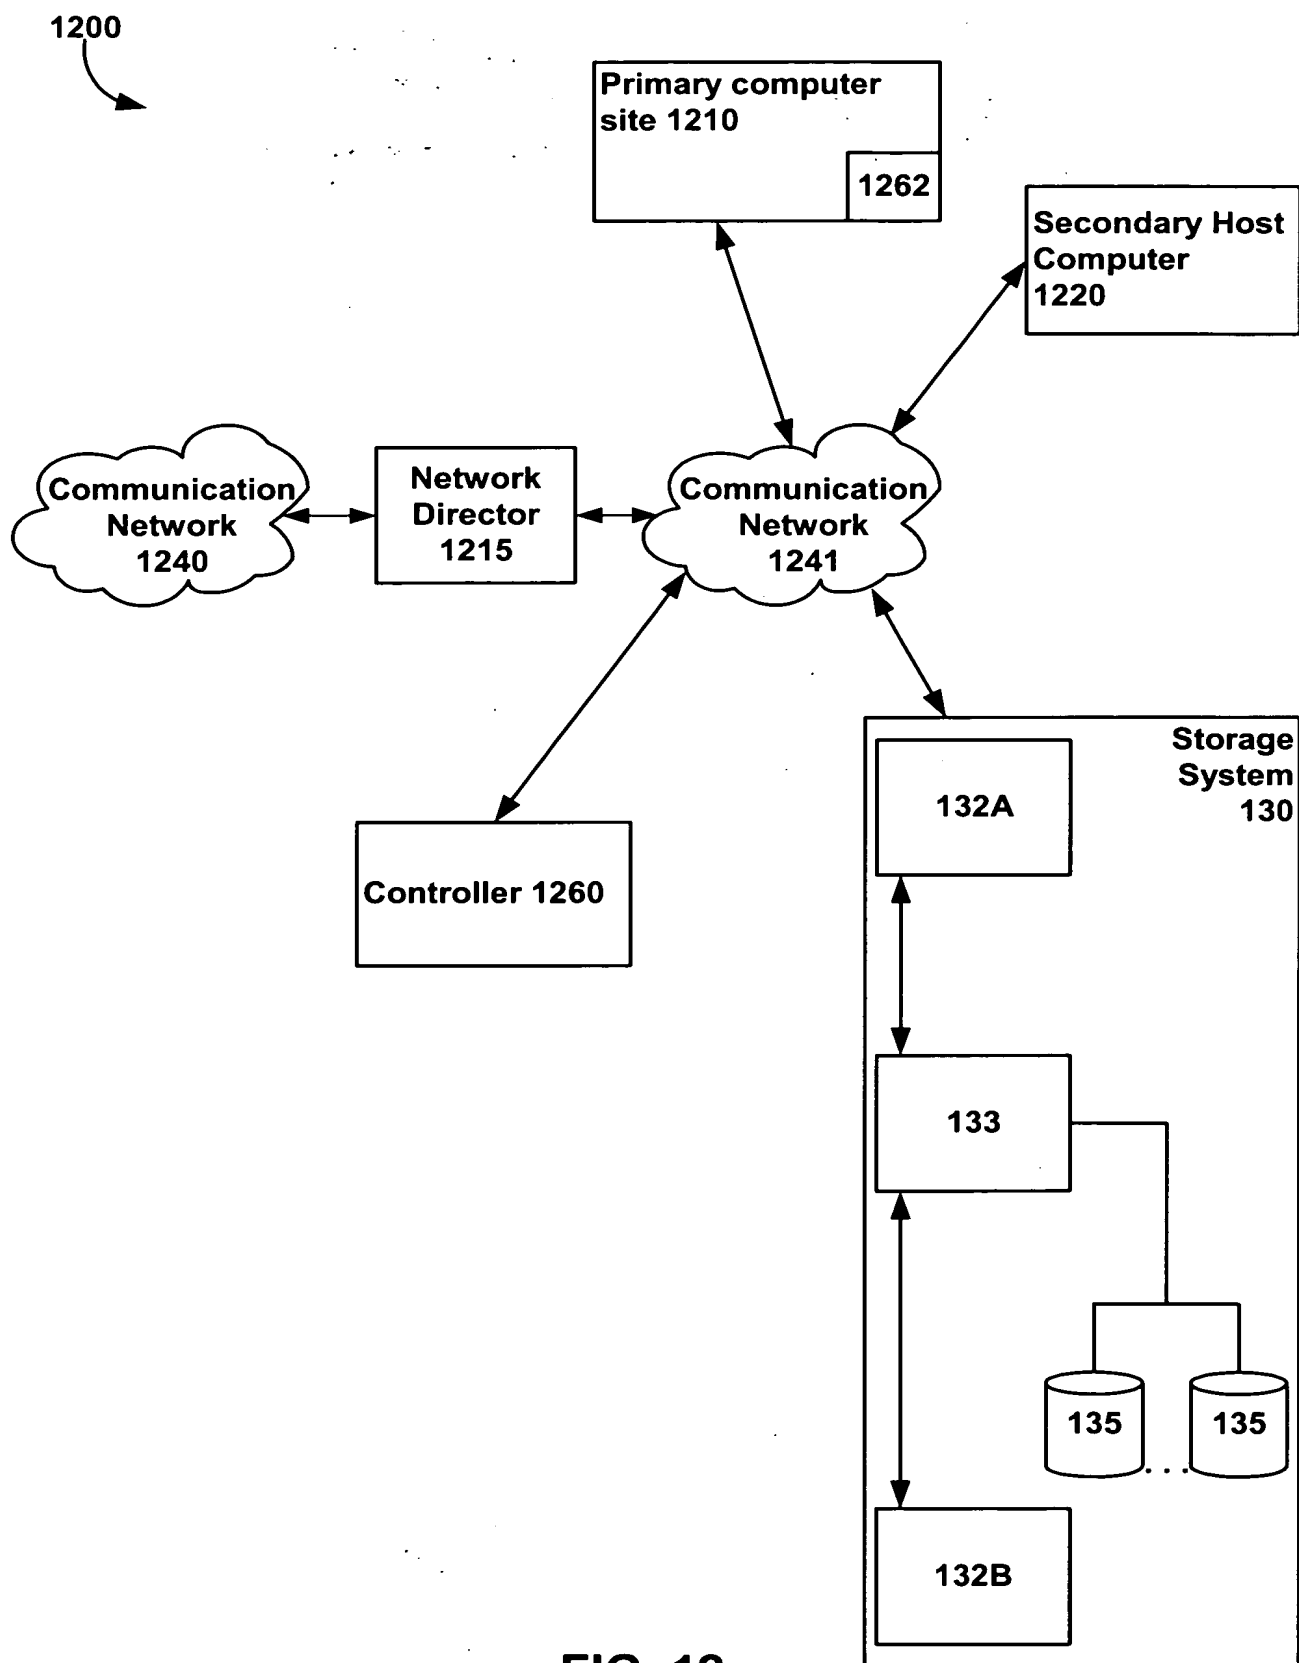 1200
Primary computer
site 1210
1262
Secondary Host
Computer
1220
Communication
Network
1240
Network
Director
1215
Communication
Network
1241
Storage
System
130
132A
Controller 1260
133
135
135
...
132B